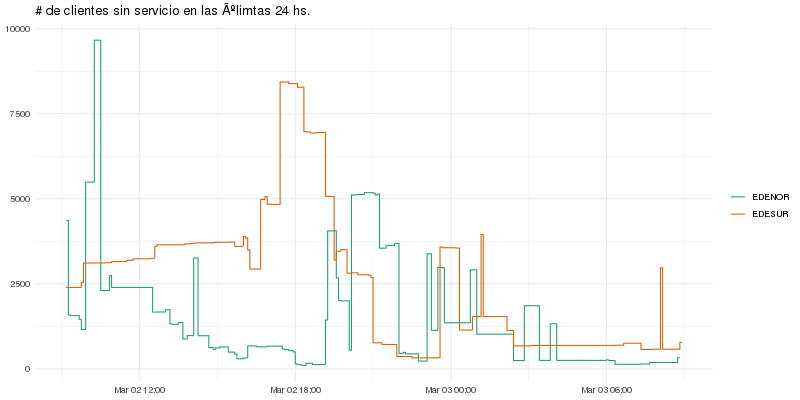 # de clientes sin servicio en las Ãºlimtas 24 hs.
10000
7500
5000
2500
0
Mar 02 12:00
Mar 02 18:00
Mar 03 00:00
Mar 03 06:00
EDENOR
EDESUR